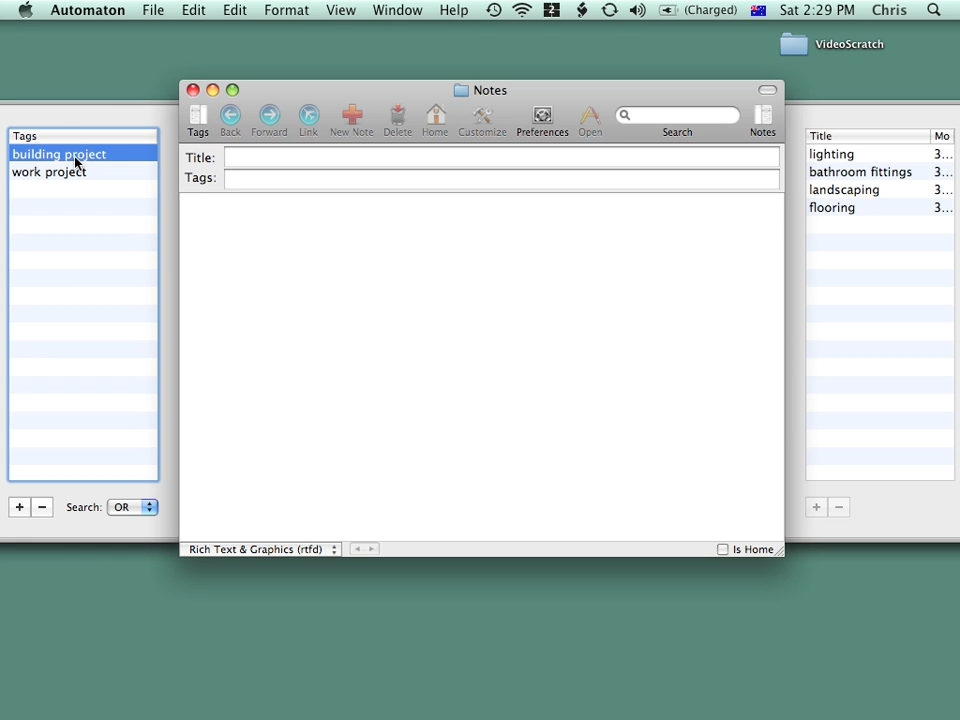 Automaton File Edit Edit Format View Window Help 2 (Charged) Sat 2:29 PM Chris
VideoScratch
Notes
Tags Back Forward Link New Note Delete Home Customize Preferences Open Search Notes
Title:
Tags:
Tags
building project
work project
Search: OR
Title Mo
lighting 3...
bathroom fittings 3...
landscaping 3...
flooring 3...
Rich Text & Graphics (rtfd)
Is Home